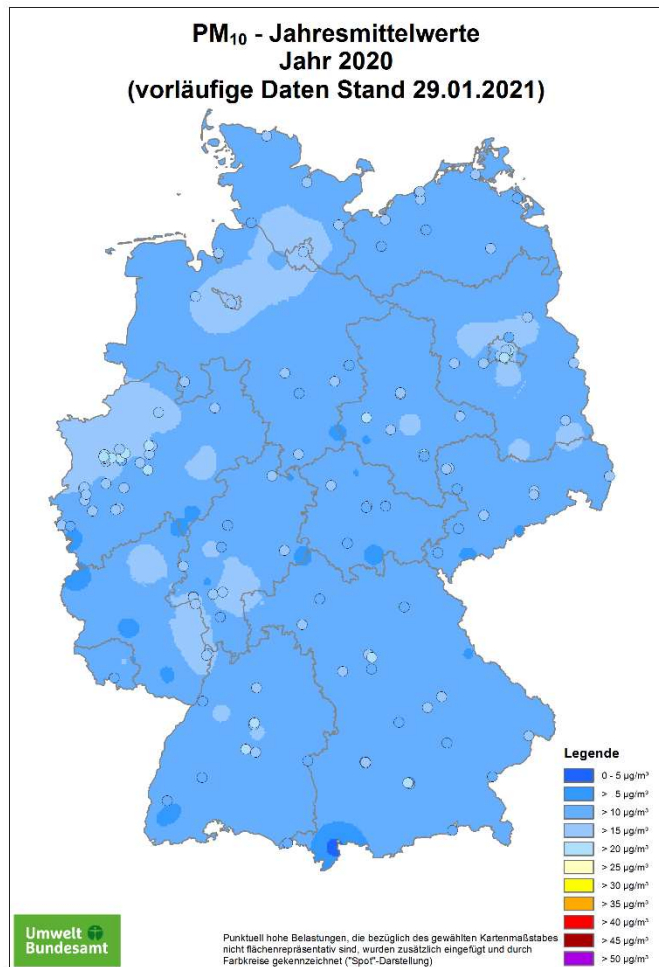 PM₁₀ - Jahresmittelwerte
Jahr 2020
(vorläufige Daten Stand 29.01.2021)
Legende
0 - 5 µg/m³
> 5 µg/m³
> 10 µg/m³
> 15 µg/m³
> 20 µg/m³
> 25 µg/m³
> 30 µg/m³
> 35 µg/m³
> 40 µg/m³
> 45 µg/m³
> 50 µg/m³
Umwelt
Bundesamt
Punktuell hohe Belastungen, die bezüglich des gewählten Kartenmaßstabes
nicht flächenrepräsentativ sind, wurden zusätzlich eingefügt und durch
Farbkreise gekennzeichnet ("Spot"-Darstellung)